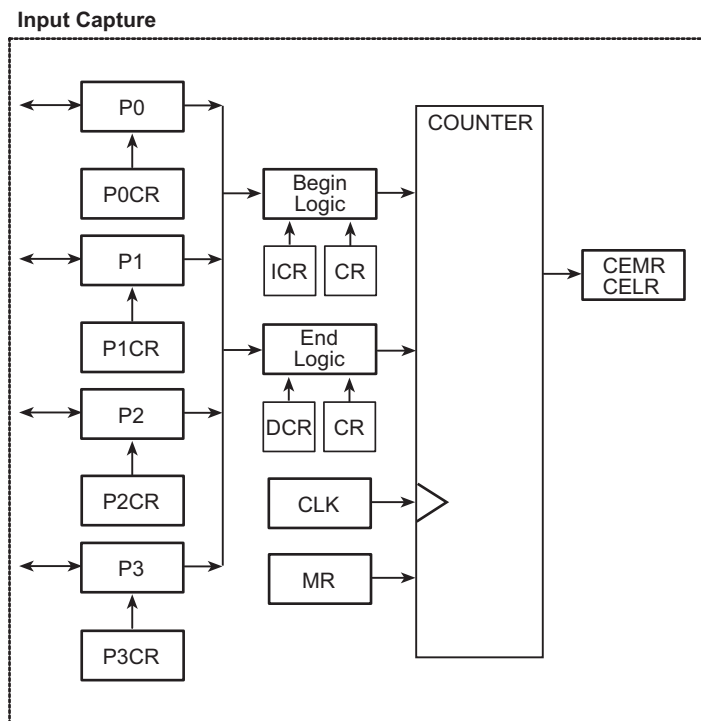 Input Capture
P0
P0CR
P1
P1CR
P2
P2CR
P3
P3CR
Begin
Logic
ICR
CR
End
Logic
DCR
CR
CLK
MR
COUNTER
CEMR
CELR